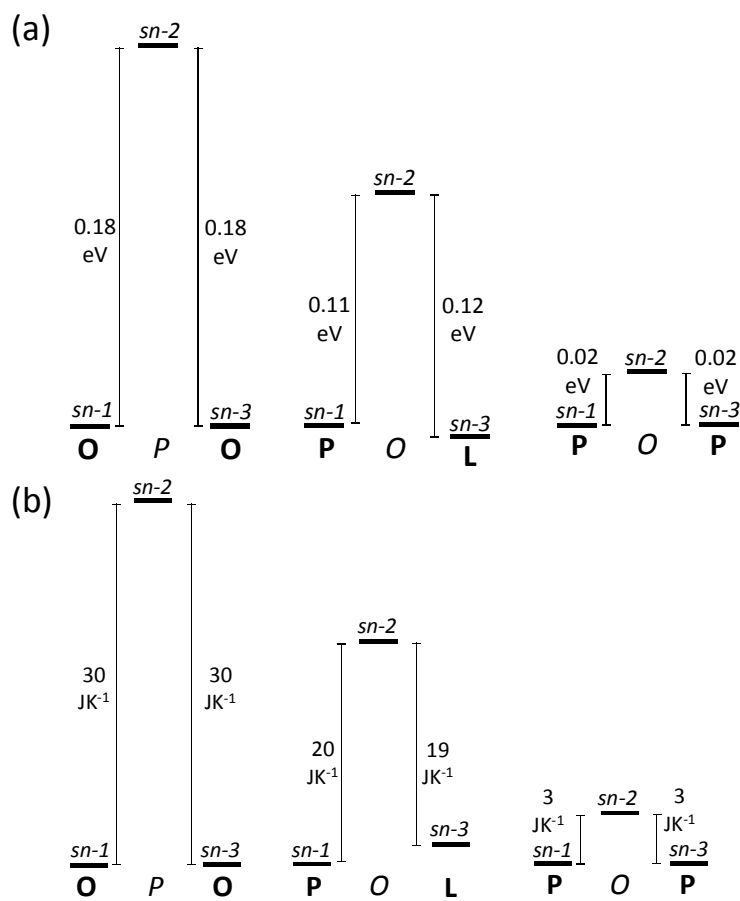 (a)
sn-2
0.18
eV
0.18
eV
sn-1
sn-3
O P O
sn-2
0.11
eV
0.12
eV
sn-1
sn-3
P O L
sn-2
0.02
eV
0.02
eV
sn-1
sn-3
P O P
(b)
sn-2
30
JK⁻¹
30
JK⁻¹
sn-1
sn-3
O P O
sn-2
20
JK⁻¹
19
JK⁻¹
sn-1
sn-3
P O L
sn-2
3
JK⁻¹
3
JK⁻¹
sn-1
sn-3
P O P